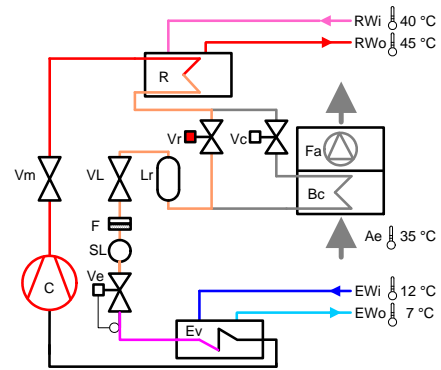 RWi 40 °C
RWo 45 °C
R
Vr
Vc
Fa
Vm
VL
Lr
Bc
F
SL
Ae 35 °C
Ve
C
EWi 12 °C
EWo 7 °C
Ev